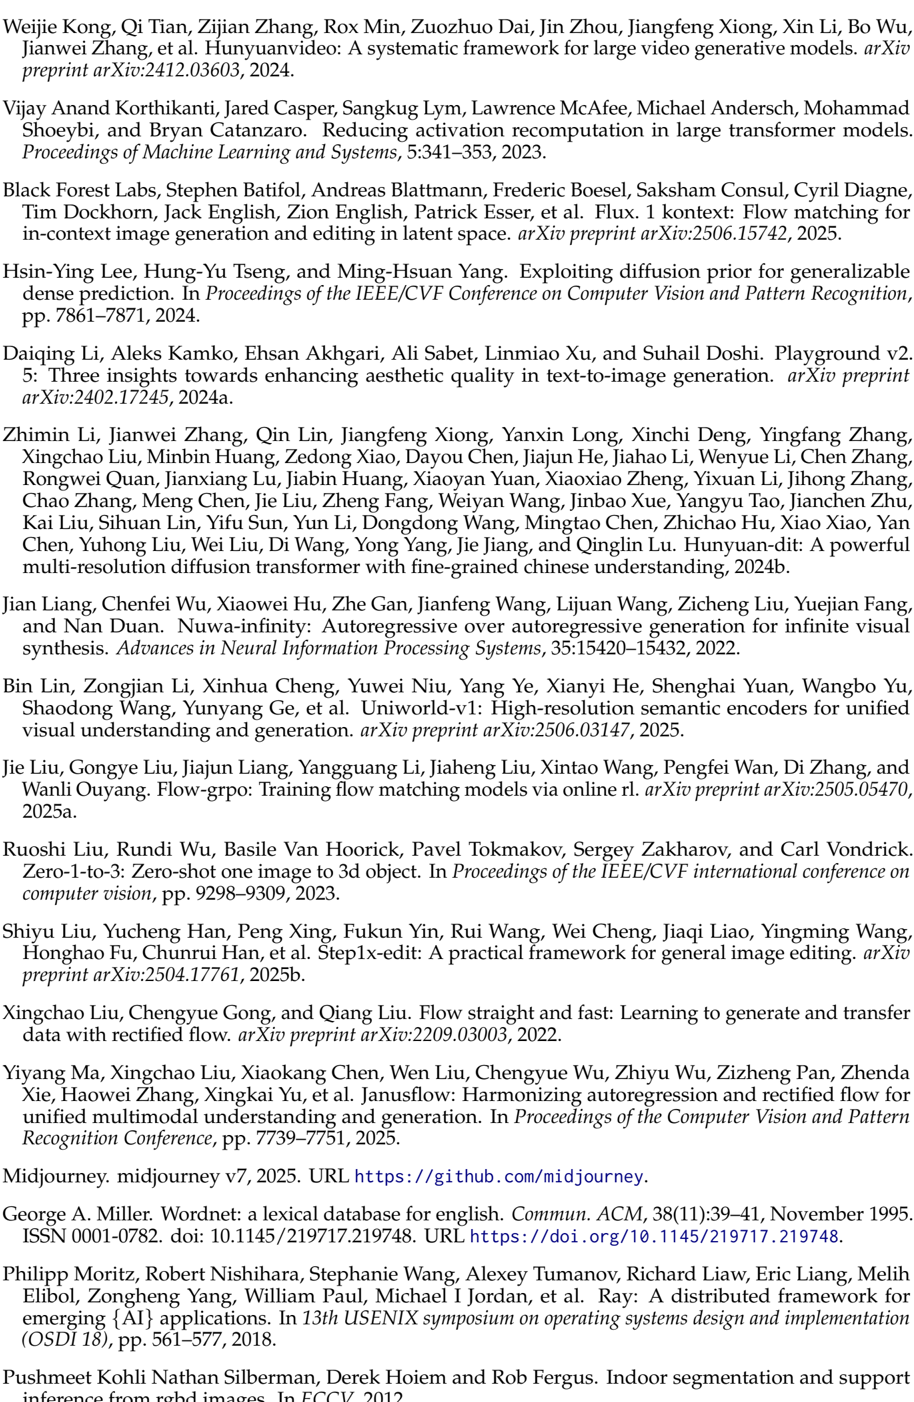 Weijie Kong, Qi Tian, Zijian Zhang, Rox Min, Zuozhuo Dai, Jin Zhou, Jiangfeng Xiong, Xin Li, Bo Wu,
Jianwei Zhang, et al. Hunyuanvideo: A systematic framework for large video generative models. arXiv
preprint arXiv:2412.03603, 2024.
Vijay Anand Korthikanti, Jared Casper, Sangkug Lym, Lawrence McAfee, Michael Andersch, Mohammad
Shoeybi, and Bryan Catanzaro. Reducing activation recomputation in large transformer models.
Proceedings of Machine Learning and Systems, 5:341–353, 2023.
Black Forest Labs, Stephen Batifol, Andreas Blattmann, Frederic Boesel, Saksham Consul, Cyril Diagne,
Tim Dockhorn, Jack English, Zion English, Patrick Esser, et al. Flux. 1 kontext: Flow matching for
in-context image generation and editing in latent space. arXiv preprint arXiv:2506.15742, 2025.
Hsin-Ying Lee, Hung-Yu Tseng, and Ming-Hsuan Yang. Exploiting diffusion prior for generalizable
dense prediction. In Proceedings of the IEEE/CVF Conference on Computer Vision and Pattern Recognition,
pp. 7861–7871, 2024.
Daiqing Li, Aleks Kamko, Ehsan Akhgari, Ali Sabet, Linmiao Xu, and Suhail Doshi. Playground v2.
5: Three insights towards enhancing aesthetic quality in text-to-image generation. arXiv preprint
arXiv:2402.17245, 2024a.
Zhimin Li, Jianwei Zhang, Qin Lin, Jiangfeng Xiong, Yanxin Long, Xinchi Deng, Yingfang Zhang,
Xingchao Liu, Minbin Huang, Zedong Xiao, Dayou Chen, Jiajun He, Jiahao Li, Wenyue Li, Chen Zhang,
Rongwei Quan, Jianxiang Lu, Jiabin Huang, Xiaoyan Yuan, Xiaoxiao Zheng, Yixuan Li, Jihong Zhang,
Chao Zhang, Meng Chen, Jie Liu, Zheng Fang, Weiyan Wang, Jinbao Xue, Yangyu Tao, Jianchen Zhu,
Kai Liu, Sihuan Lin, Yifu Sun, Yun Li, Dongdong Wang, Mingtao Chen, Zhichao Hu, Xiao Xiao, Yan
Chen, Yuhong Liu, Wei Liu, Di Wang, Yong Yang, Jie Jiang, and Qinglin Lu. Hunyuan-dit: A powerful
multi-resolution diffusion transformer with fine-grained chinese understanding, 2024b.
Jian Liang, Chenfei Wu, Xiaowei Hu, Zhe Gan, Jianfeng Wang, Lijuan Wang, Zicheng Liu, Yuejian Fang,
and Nan Duan. Nuwa-infinity: Autoregressive over autoregressive generation for infinite visual
synthesis. Advances in Neural Information Processing Systems, 35:15420–15432, 2022.
Bin Lin, Zongjian Li, Xinhua Cheng, Yuwei Niu, Yang Ye, Xianyi He, Shenghai Yuan, Wangbo Yu,
Shaodong Wang, Yunyang Ge, et al. Uniworld-v1: High-resolution semantic encoders for unified
visual understanding and generation. arXiv preprint arXiv:2506.03147, 2025.
Jie Liu, Gongye Liu, Jiajun Liang, Yangguang Li, Jiaheng Liu, Xintao Wang, Pengfei Wan, Di Zhang, and
Wanli Ouyang. Flow-grpo: Training flow matching models via online rl. arXiv preprint arXiv:2505.05470,
2025a.
Ruoshi Liu, Rundi Wu, Basile Van Hoorick, Pavel Tokmakov, Sergey Zakharov, and Carl Vondrick.
Zero-1-to-3: Zero-shot one image to 3d object. In Proceedings of the IEEE/CVF international conference on
computer vision, pp. 9298–9309, 2023.
Shiyu Liu, Yucheng Han, Peng Xing, Fukun Yin, Rui Wang, Wei Cheng, Jiaqi Liao, Yingming Wang,
Honghao Fu, Chunrui Han, et al. Step1x-edit: A practical framework for general image editing. arXiv
preprint arXiv:2504.17761, 2025b.
Xingchao Liu, Chengyue Gong, and Qiang Liu. Flow straight and fast: Learning to generate and transfer
data with rectified flow. arXiv preprint arXiv:2209.03003, 2022.
Yiyang Ma, Xingchao Liu, Xiaokang Chen, Wen Liu, Chengyue Wu, Zhiyu Wu, Zizheng Pan, Zhenda
Xie, Haowei Zhang, Xingkai Yu, et al. Janusflow: Harmonizing autoregression and rectified flow for
unified multimodal understanding and generation. In Proceedings of the Computer Vision and Pattern
Recognition Conference, pp. 7739–7751, 2025.
Midjourney. midjourney v7, 2025. URL https://github.com/midjourney.
George A. Miller. Wordnet: a lexical database for english. Commun. ACM, 38(11):39–41, November 1995.
ISSN 0001-0782. doi: 10.1145/219717.219748. URL https://doi.org/10.1145/219717.219748.
Philipp Moritz, Robert Nishihara, Stephanie Wang, Alexey Tumanov, Richard Liaw, Eric Liang, Melih
Elibol, Zongheng Yang, William Paul, Michael I Jordan, et al. Ray: A distributed framework for
emerging {AI} applications. In 13th USENIX symposium on operating systems design and implementation
(OSDI 18), pp. 561–577, 2018.
Pushmeet Kohli Nathan Silberman, Derek Hoiem and Rob Fergus. Indoor segmentation and support
inference from rgbd images. In ECCV, 2012.